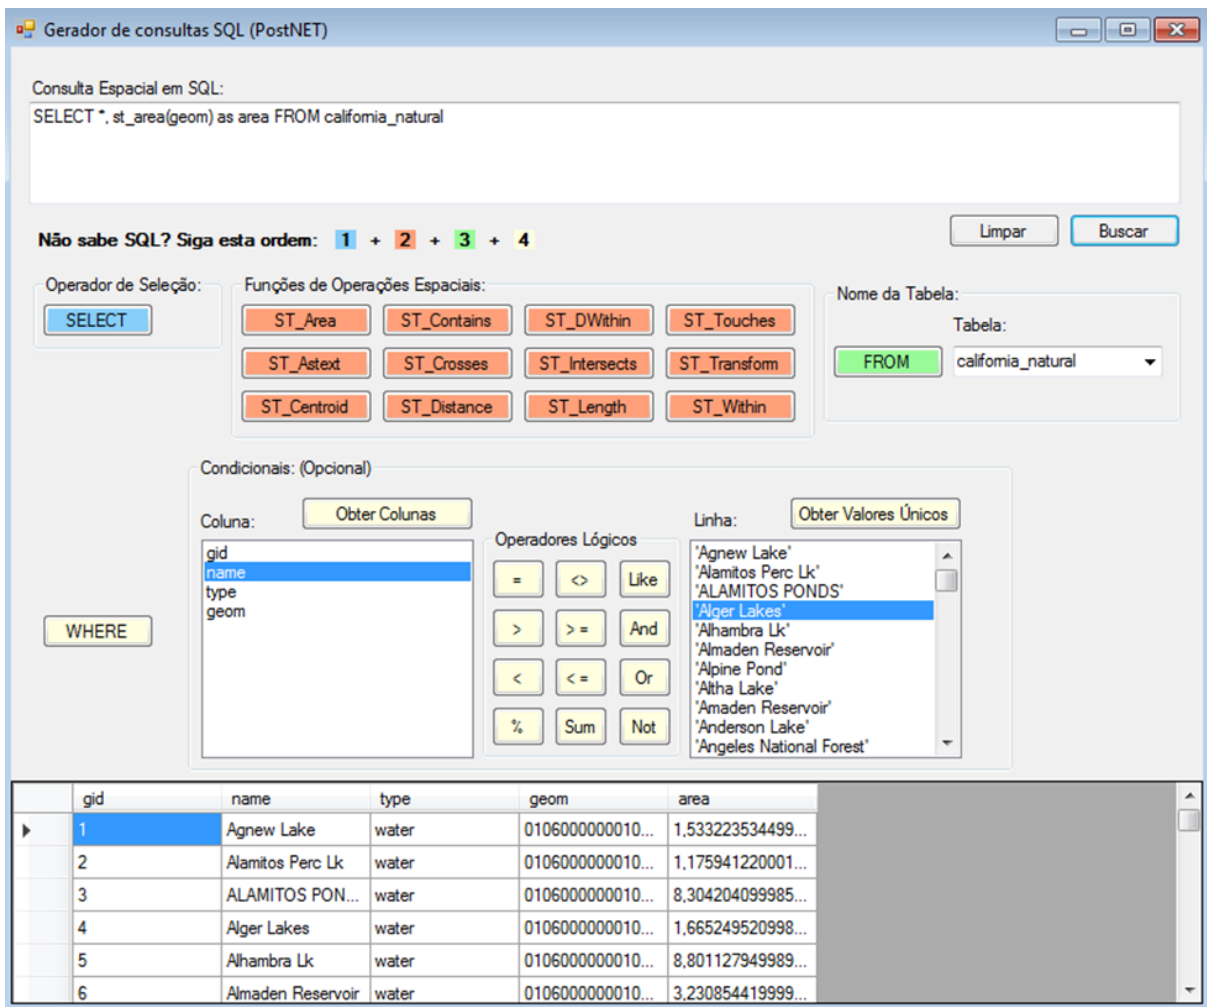 Gerador de consultas SQL (PostNET)
Consulta Espacial em SQL:
SELECT *, st_area(geom) as area FROM california_natural
Não sabe SQL? Siga esta ordem: 1 + 2 + 3 + 4
Limpar
Buscar
Operador de Seleção:
SELECT
Funções de Operações Espaciais:
ST_Area ST_Contains ST_DWithin ST_Touches
ST_Astext ST_Crosses ST_Intersects ST_Transform
ST_Centroid ST_Distance ST_Length ST_Within
Nome da Tabela:
Tabela:
FROM california_natural
Condicionais: (Opcional)
WHERE
Coluna: Obter Colunas
gid
name
type
geom
Operadores Lógicos
= <> Like
> > = And
< < = Or
% Sum Not
Linha: Obter Valores Únicos
'Agnew Lake'
'Alamitos Perc Lk'
'ALAMITOS PONDS'
'Alger Lakes'
'Alhambra Lk'
'Almaden Reservoir'
'Alpine Pond'
'Altha Lake'
'Amaden Reservoir'
'Anderson Lake'
'Angeles National Forest'
gid name type geom area
1 Agnew Lake water 0106000000010... 1,533223534499...
2 Alamitos Perc Lk water 0106000000010... 1,175941220001...
3 ALAMITOS PON... water 0106000000010... 8,304204099985...
4 Alger Lakes water 0106000000010... 1,665249520998...
5 Alhambra Lk water 0106000000010... 8,801127949989...
6 Almaden Reservoir water 0106000000010... 3,230854419999...